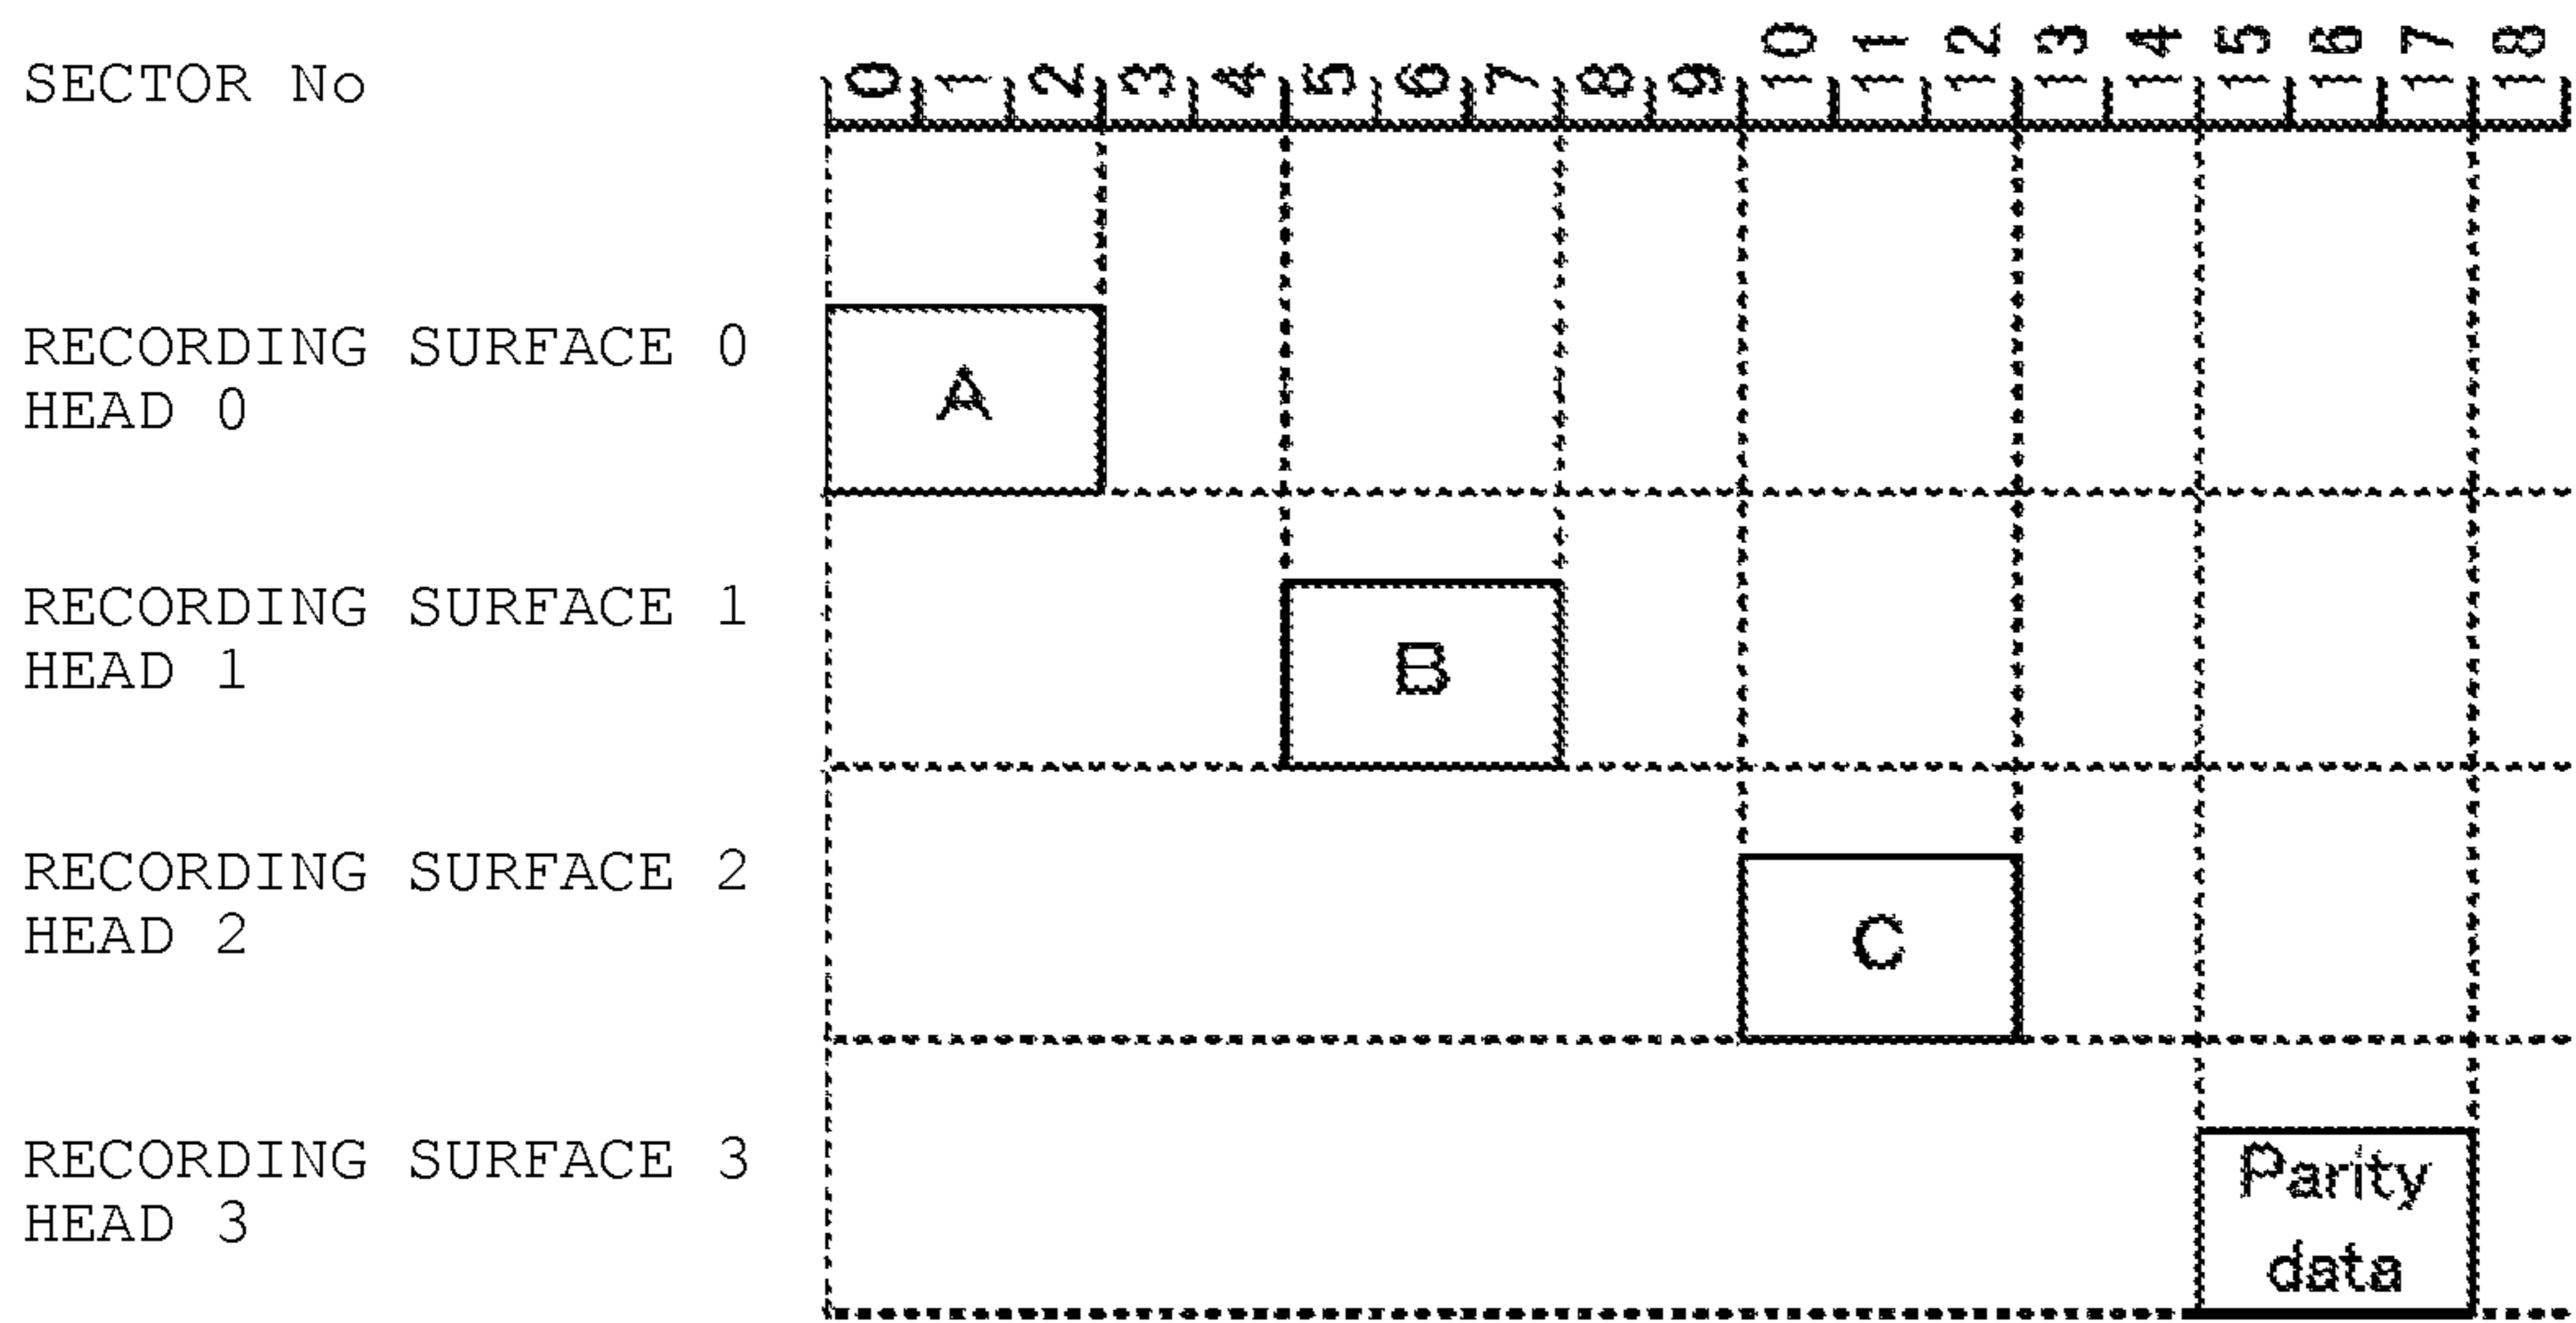 SECTOR No 0 1 2 3 4 5 6 7 8 9 10 11 12 13 14 15 16 17 18
RECORDING SURFACE 0
HEAD 0
A
RECORDING SURFACE 1
HEAD 1
B
RECORDING SURFACE 2
HEAD 2
C
RECORDING SURFACE 3
HEAD 3
Parity
data